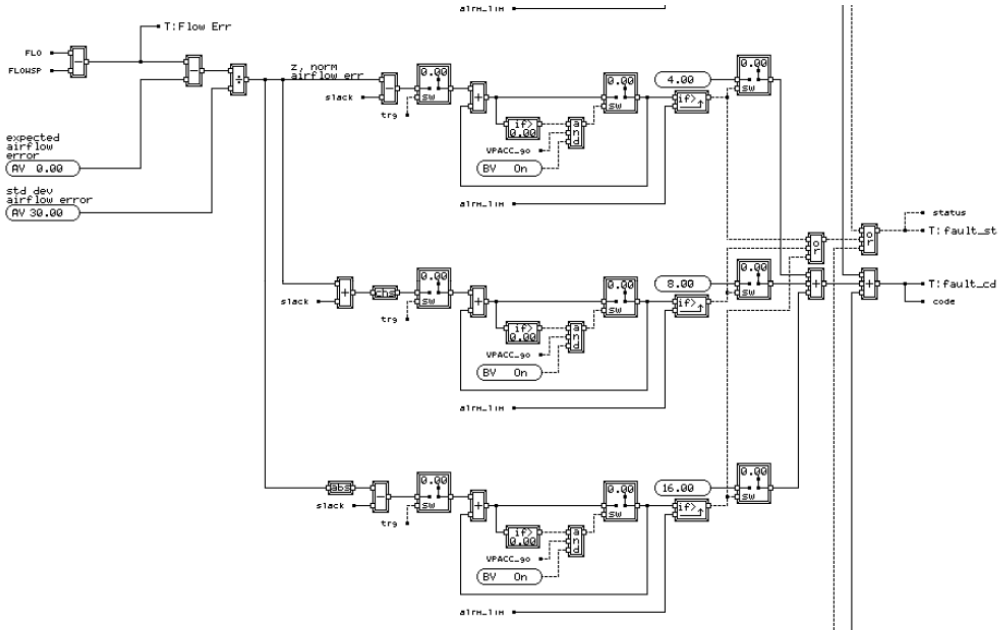 alrm_lim
T:Flow Err
FLO
FLOWSP
z, norm
airflow err
slack
trg
0.00
sw
+
if>
0.00
VPACC_go
and
BV On
0.00
sw
alrm_lim
4.00
if>
0.00
sw
expected
airflow
error
AV 0.00
std dev
airflow error
AV 30.00
÷
-
-
-
or
or
status
T:fault_st
+
+
T:fault_cd
code
slack
+
chs
trg
0.00
sw
+
if>
0.00
VPACC_go
and
BV On
0.00
sw
alrm_lim
8.00
if>
0.00
sw
abs
-
slack
trg
0.00
sw
+
if>
0.00
VPACC_go
and
BV On
0.00
sw
alrm_lim
16.00
if>
0.00
sw